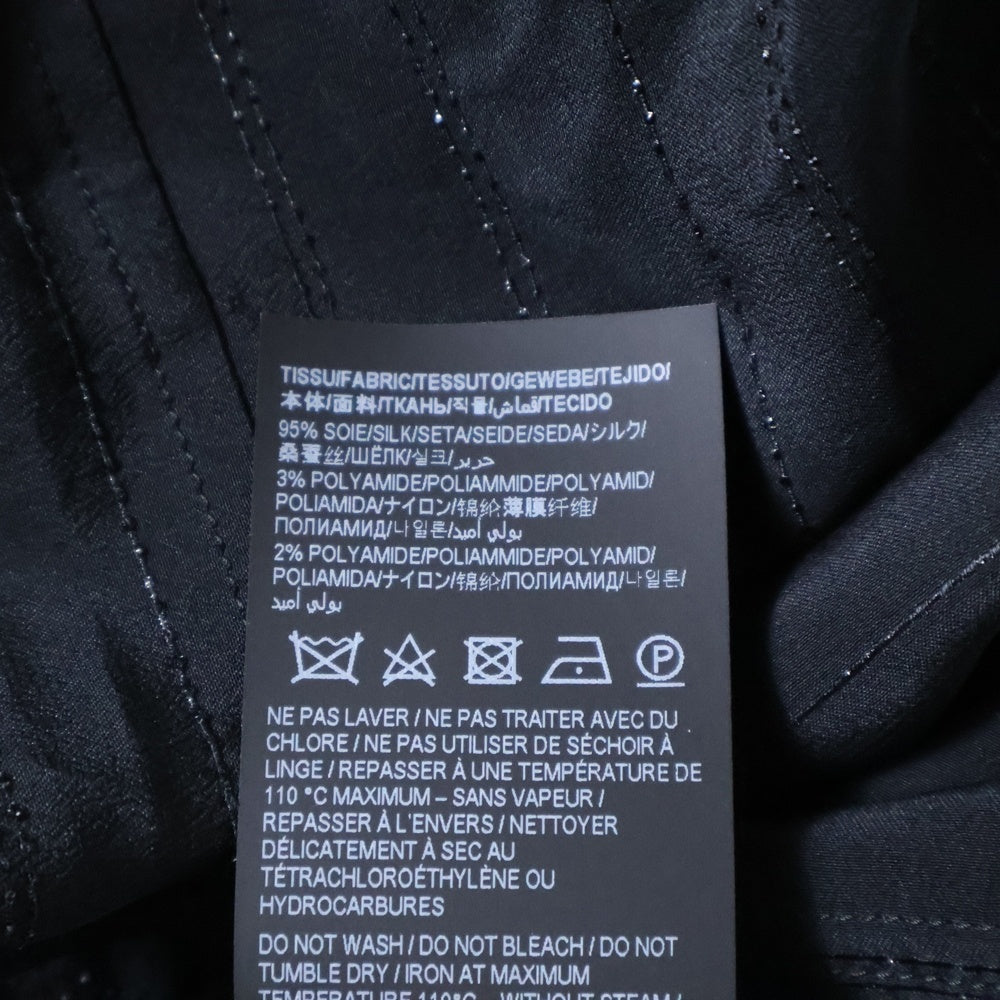 TISSU/FABRIC/TESSUTO/GEWEBE/TEJIDO/
本体/面料/ТКАНЬ/직물/قماش/TECIDO
95% SOIE/SILK/SETA/SEIDE/SEDA/シルク/
桑蚕丝/ШЁЛК/실크/حرير
3% POLYAMIDE/POLIAMMIDE/POLYAMID/
POLIAMIDA/ナイロン/锦纶薄膜纤维/
ПОЛИАМИД/나일론/بولي أميد
2% POLYAMIDE/POLIAMMIDE/POLYAMID/
POLIAMIDA/ナイロン/锦纶/ПОЛИАМИД/나일론/
بولي أميد
P
NE PAS LAVER / NE PAS TRAITER AVEC DU
CHLORE / NE PAS UTILISER DE SÉCHOIR À
LINGE / REPASSER À UNE TEMPÉRATURE DE
110 °C MAXIMUM – SANS VAPEUR /
REPASSER À L'ENVERS / NETTOYER
DÉLICATEMENT À SEC AU
TÉTRACHLOROÉTHYLÈNE OU
HYDROCARBURES
DO NOT WASH / DO NOT BLEACH / DO NOT
TUMBLE DRY / IRON AT MAXIMUM
TEMPERATURE 110°C – WITHOUT STEAM /